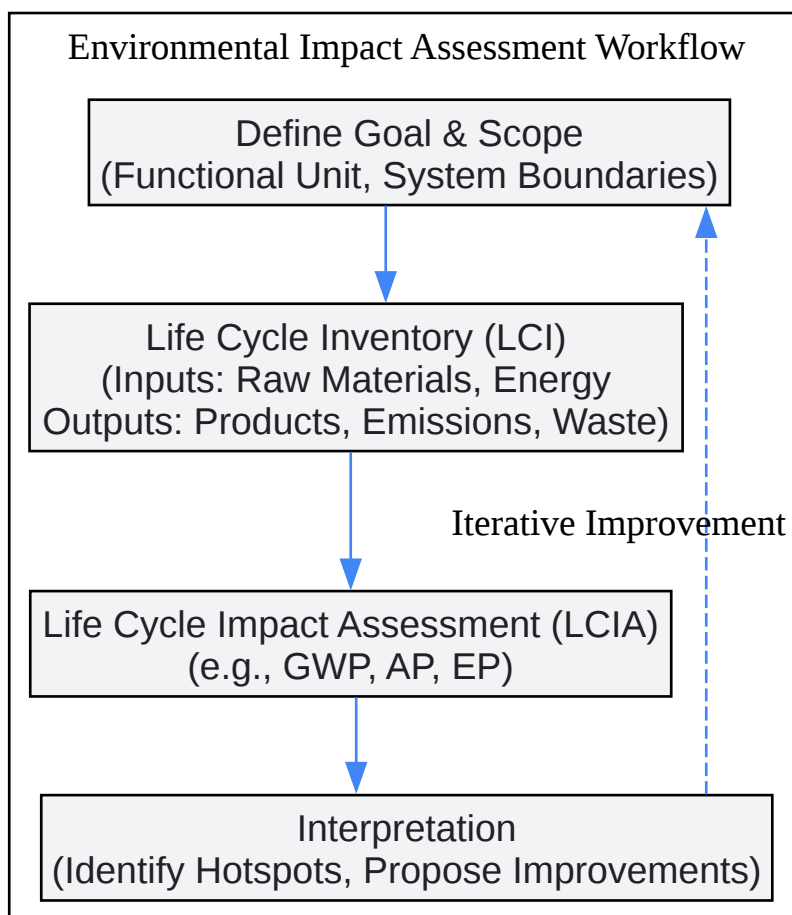 Environmental Impact Assessment Workflow
Define Goal & Scope
(Functional Unit, System Boundaries)
Life Cycle Inventory (LCI)
(Inputs: Raw Materials, Energy
Outputs: Products, Emissions, Waste)
Iterative Improvement
Life Cycle Impact Assessment (LCIA)
(e.g., GWP, AP, EP)
Interpretation
(Identify Hotspots, Propose Improvements)